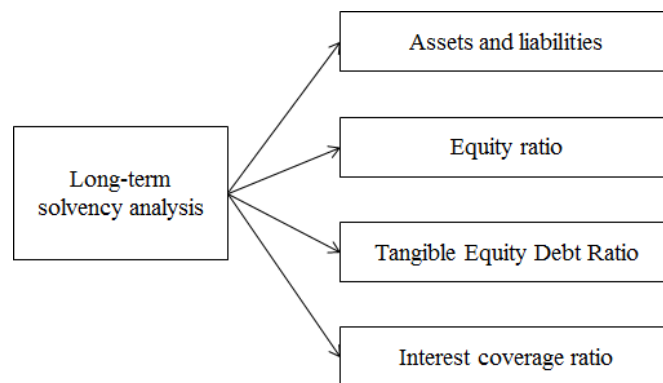 Assets and liabilities
Equity ratio
Long-term
solvency analysis
Tangible Equity Debt Ratio
Interest coverage ratio